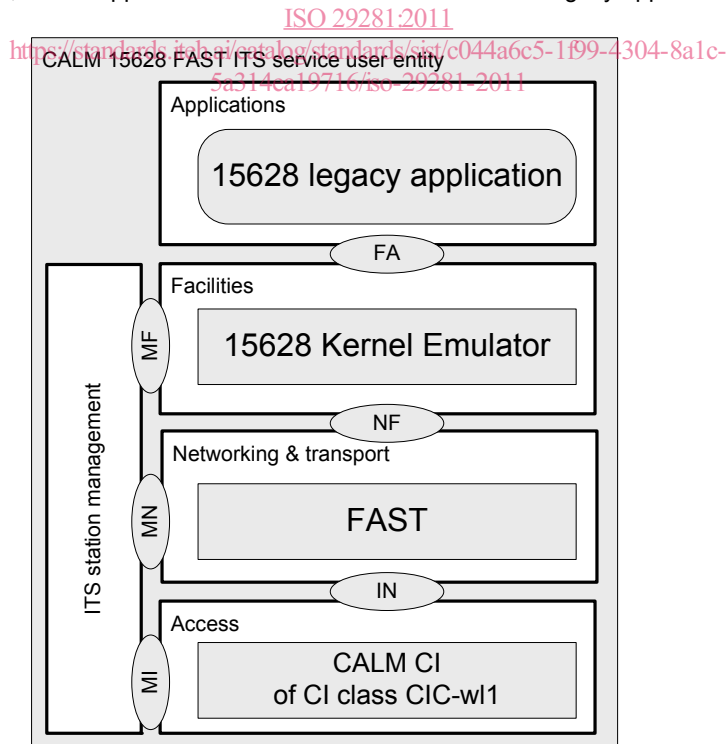 ISO 29281:2011
https://standards.iteh.ai/catalog/standards/sist/c044a6c5-1f99-4304-8a1c-
5a314ca19716/iso-29281-2011
CALM 15628 FAST ITS service user entity
Applications
15628 legacy application
FA
Facilities
15628 Kernel Emulator
MF
NF
Networking & transport
FAST
MN
ITS station management
IN
Access
CALM CI
of CI class CIC-wl1
MI